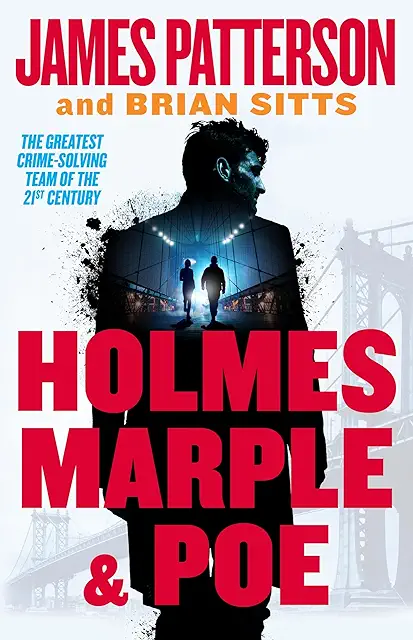 JAMES PATTERSON
and BRIAN SITTS
THE GREATEST
CRIME-SOLVING
TEAM OF THE
21ST CENTURY
HOLMES
MARPLE
& POE